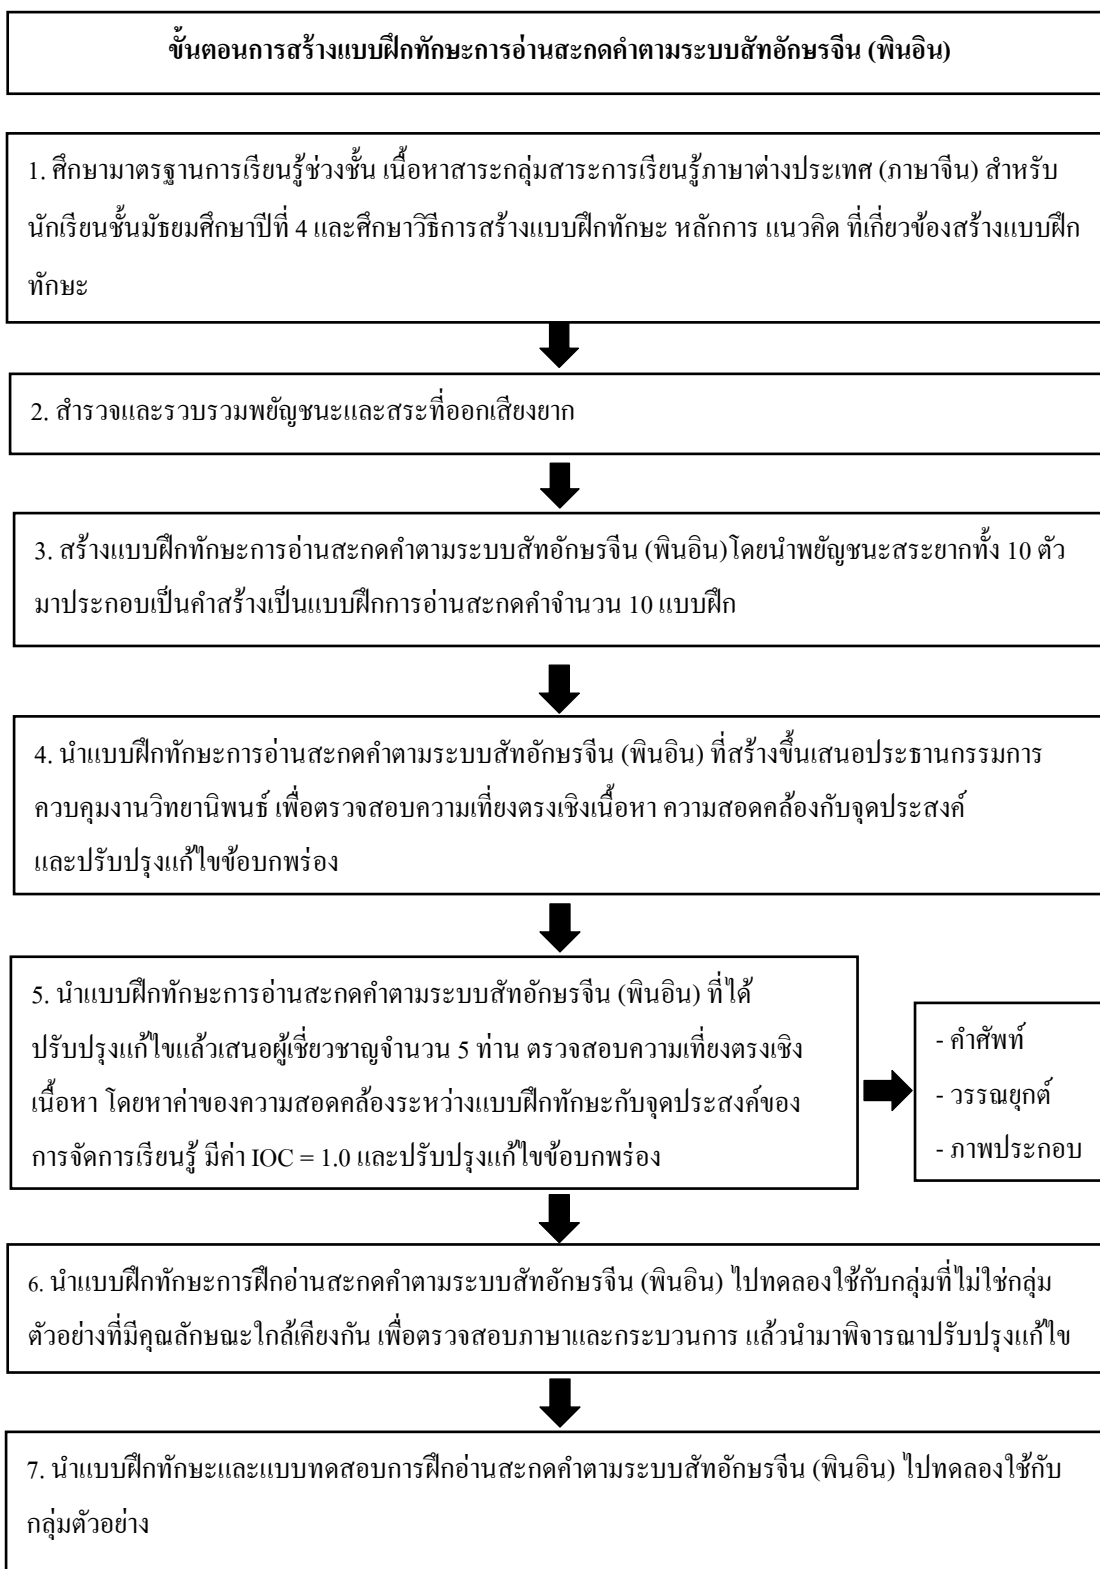 ขั้นตอนการสร้างแบบฝึกทักษะการอ่านสะกดคำตามระบบสัทอักษรจีน (พินอิน)
1. ศึกษามาตรฐานการเรียนรู้ช่วงชั้น เนื้อหาสาระกลุ่มสาระการเรียนรู้ภาษาต่างประเทศ (ภาษาจีน) สำหรับ
นักเรียนชั้นมัธยมศึกษาปีที่ 4 และศึกษาวิธีการสร้างแบบฝึกทักษะ หลักการ แนวคิด ที่เกี่ยวข้องสร้างแบบฝึก
ทักษะ
2. สำรวจและรวบรวมพยัญชนะและสระที่ออกเสียงยาก
3. สร้างแบบฝึกทักษะการอ่านสะกดคำตามระบบสัทอักษรจีน (พินอิน)โดยนำพยัญชนะสระยากทั้ง 10 ตัว
มาประกอบเป็นคำสร้างเป็นแบบฝึกการอ่านสะกดคำจำนวน 10 แบบฝึก
4. นำแบบฝึกทักษะการอ่านสะกดคำตามระบบสัทอักษรจีน (พินอิน) ที่สร้างขึ้นเสนอประธานกรรมการ
ควบคุมงานวิทยานิพนธ์ เพื่อตรวจสอบความเที่ยงตรงเชิงเนื้อหา ความสอดคล้องกับจุดประสงค์
และปรับปรุงแก้ไขข้อบกพร่อง
5. นำแบบฝึกทักษะการอ่านสะกดคำตามระบบสัทอักษรจีน (พินอิน) ที่ได้
ปรับปรุงแก้ไขแล้วเสนอผู้เชี่ยวชาญจำนวน 5 ท่าน ตรวจสอบความเที่ยงตรงเชิง
เนื้อหา โดยหาค่าของความสอดคล้องระหว่างแบบฝึกทักษะกับจุดประสงค์ของ
การจัดการเรียนรู้ มีค่า IOC = 1.0 และปรับปรุงแก้ไขข้อบกพร่อง
- คำศัพท์
- วรรณยุกต์
- ภาพประกอบ
6. นำแบบฝึกทักษะการฝึกอ่านสะกดคำตามระบบสัทอักษรจีน (พินอิน) ไปทดลองใช้กับกลุ่มที่ไม่ใช่กลุ่ม
ตัวอย่างที่มีคุณลักษณะใกล้เคียงกัน เพื่อตรวจสอบภาษาและกระบวนการ แล้วนำมาพิจารณาปรับปรุงแก้ไข
7. นำแบบฝึกทักษะและแบบทดสอบการฝึกอ่านสะกดคำตามระบบสัทอักษรจีน (พินอิน) ไปทดลองใช้กับ
กลุ่มตัวอย่าง